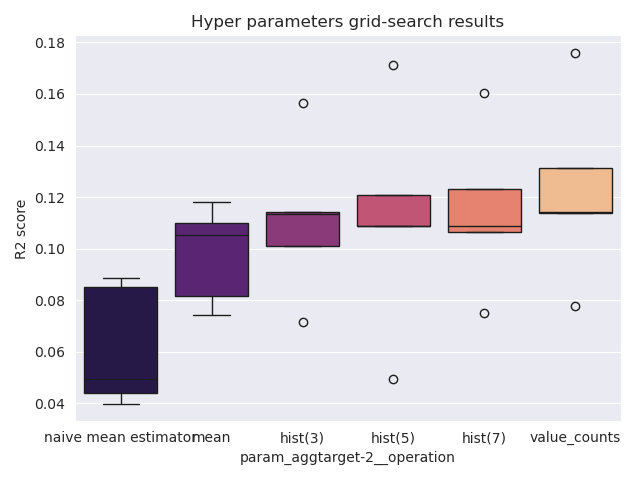 Hyper parameters grid-search results
R2 score
0.18
0.16
0.14
0.12
0.10
0.08
0.06
0.04
naive mean estimator mean hist(3) hist(5) hist(7) value_counts
param_aggtarget-2__operation